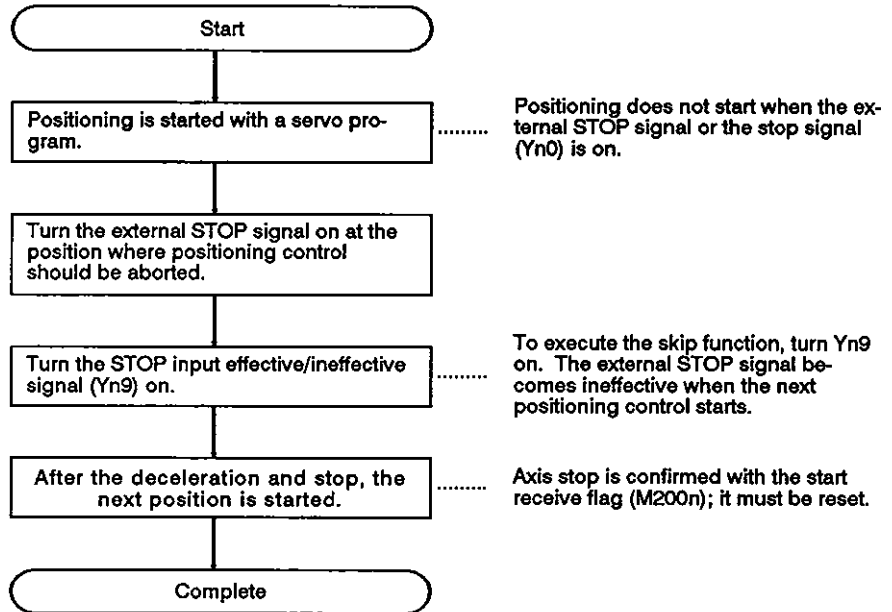 Start
Positioning is started with a servo pro-
gram.
......... Positioning does not start when the ex-
ternal STOP signal or the stop signal
(Yn0) is on.
Turn the external STOP signal on at the
position where positioning control
should be aborted.
Turn the STOP input effective/ineffective
signal (Yn9) on.
......... To execute the skip function, turn Yn9
on. The external STOP signal be-
comes ineffective when the next
positioning control starts.
After the deceleration and stop, the
next position is started.
......... Axis stop is confirmed with the start
receive flag (M200n); it must be reset.
Complete